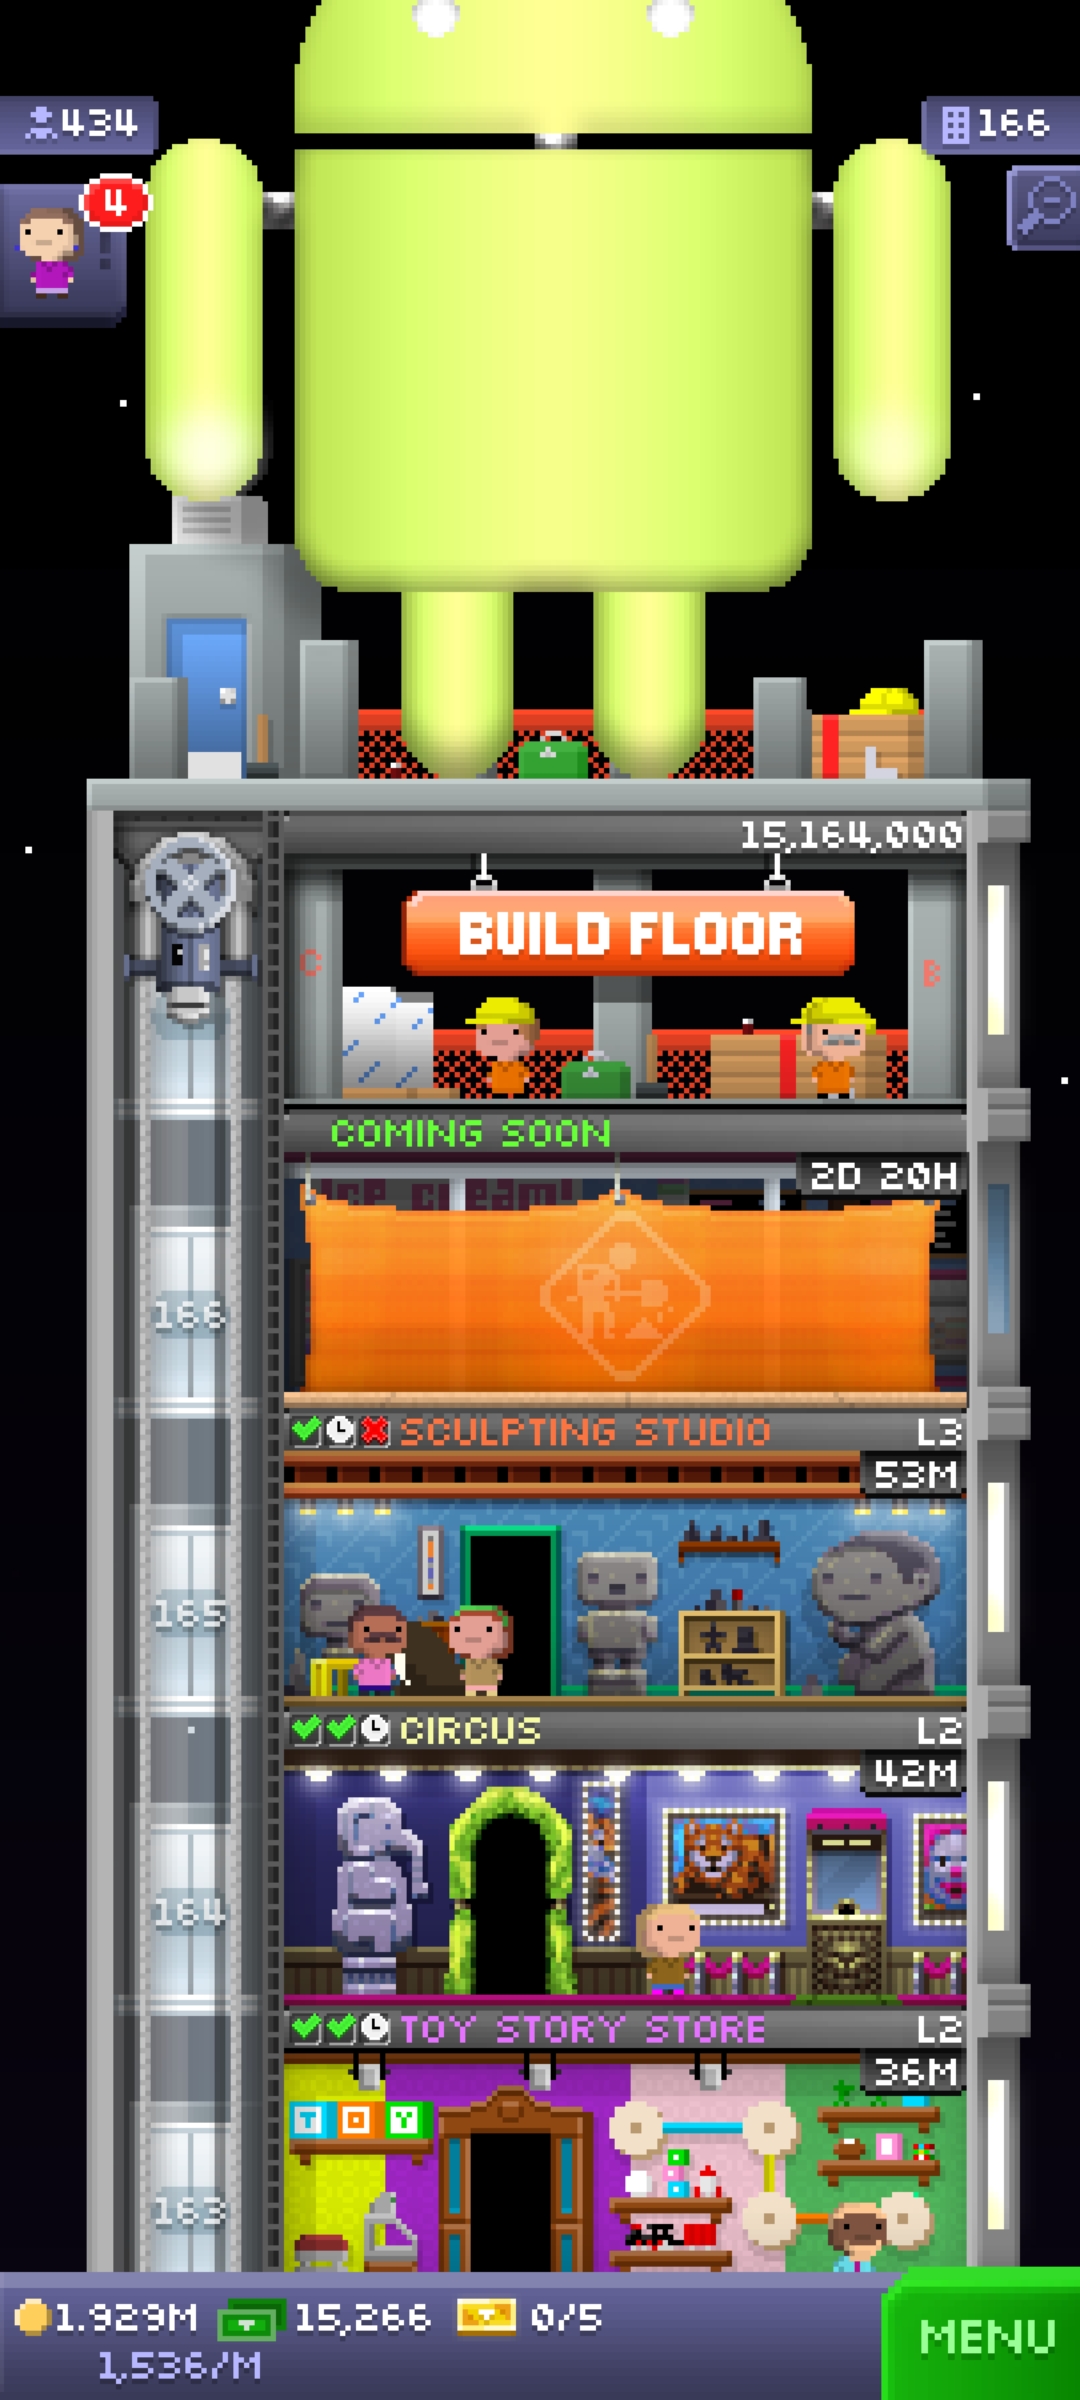 434
166
4
15,164,000
BUILD FLOOR
C
B
COMING SOON
2D 20H
Ice cream!
166
SCULPTING STUDIO L3
53M
165
CIRCUS L2
42M
164
TOY STORY STORE L2
36M
TOY
163
1.929M 15,266 0/5
1,536/M
MENU